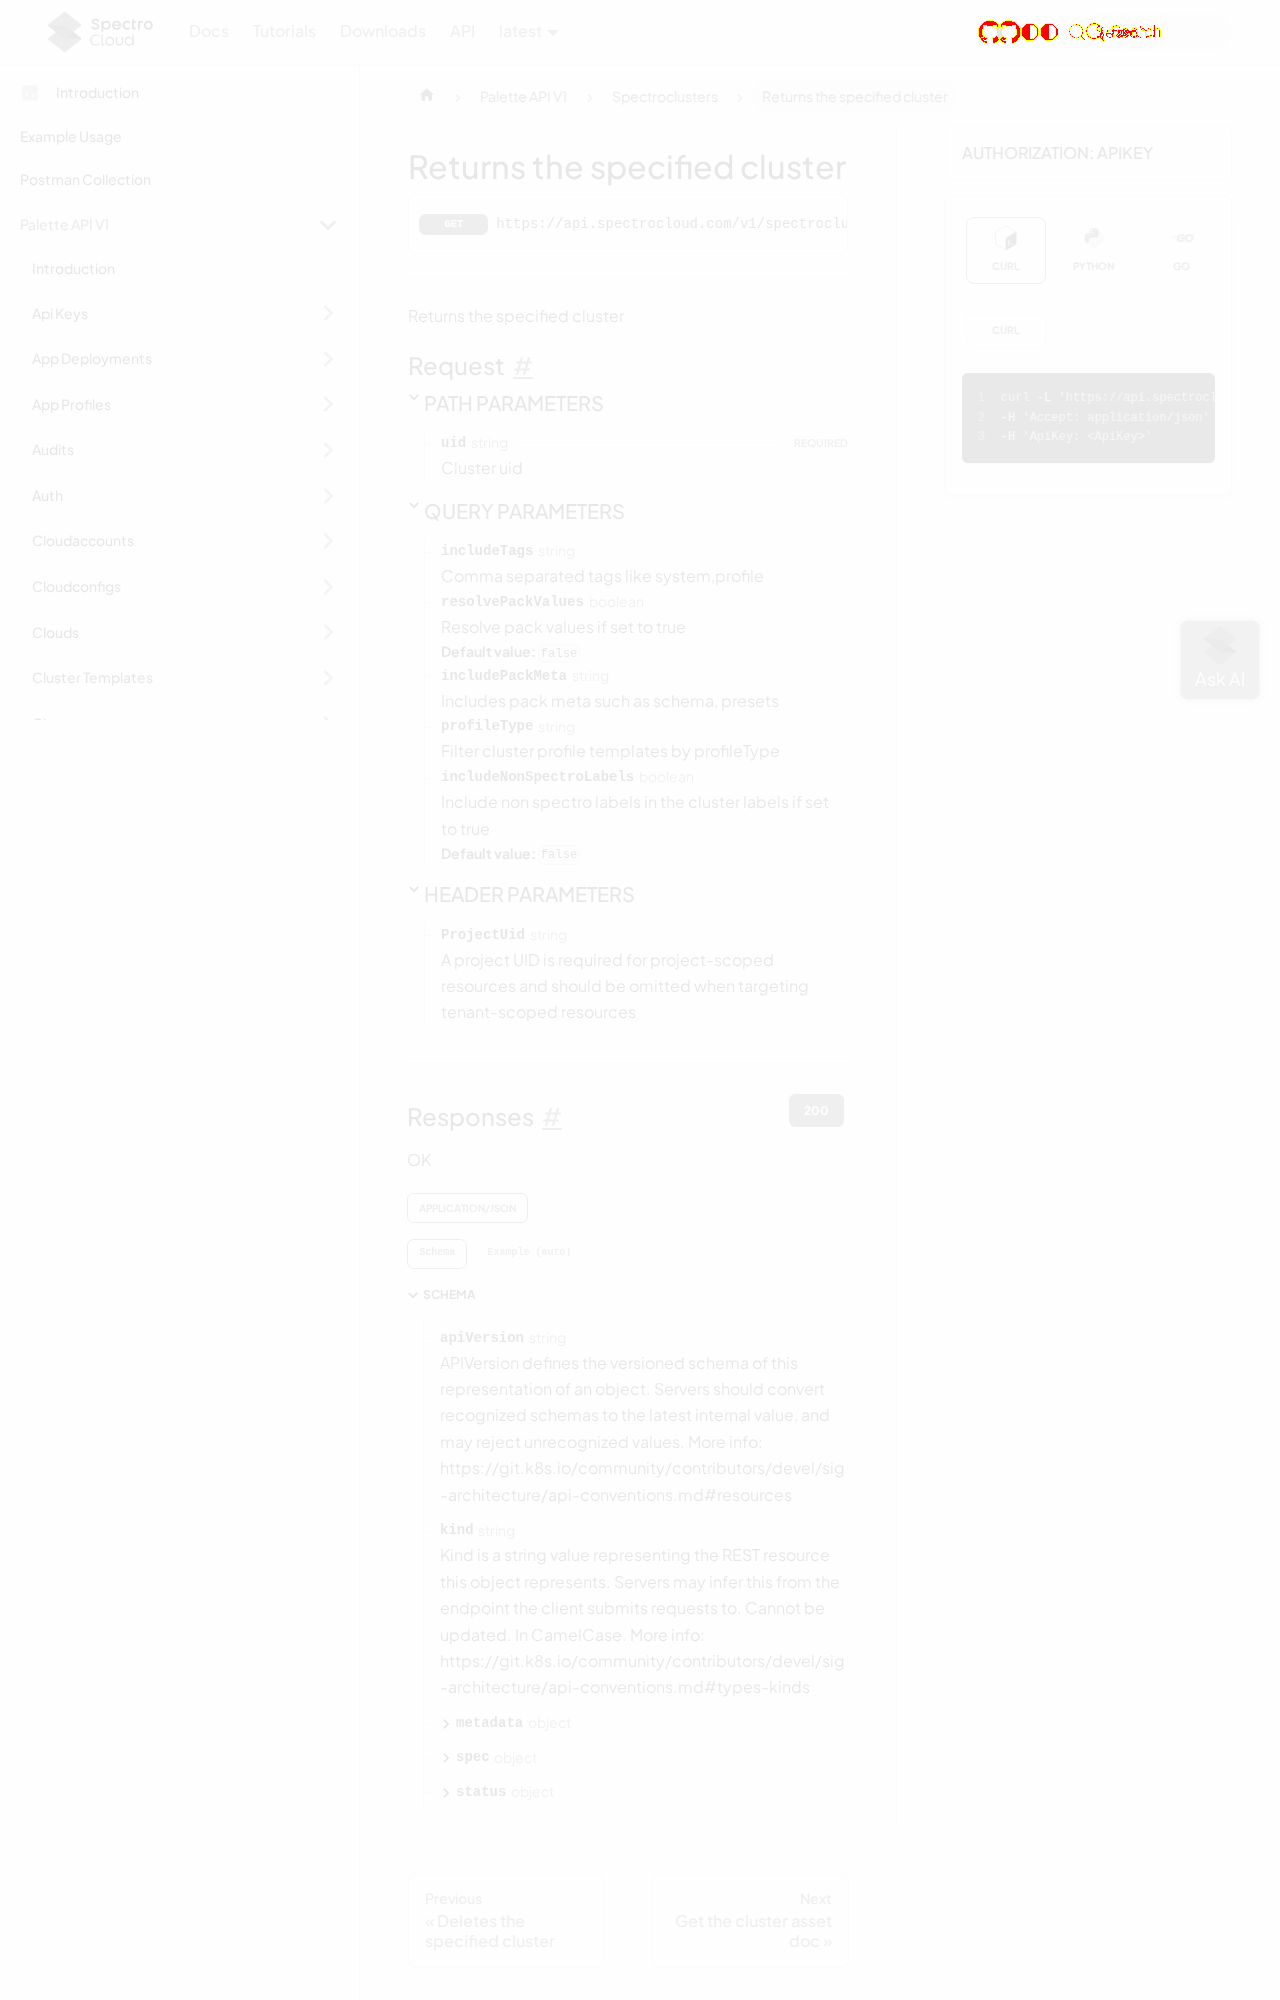 Spectro
Cloud
Docs
Tutorials
Downloads
API
latest
Introduction
Example Usage
Postman Collection
Palette API V1
Introduction
Api Keys
App Deployments
App Profiles
Audits
Auth
Cloudaccounts
Cloudconfigs
Clouds
Cluster Templates
Palette API V1
Spectroclusters
Returns the specified cluster
Returns the specified cluster
GET
https://api.spectrocloud.com/v1/spectroclu
Returns the specified cluster
Request #
PATH PARAMETERS
uid string
REQUIRED
Cluster uid
QUERY PARAMETERS
includeTags string
Comma separated tags like system,profile
resolvePackValues boolean
Resolve pack values if set to true
Default value: false
includePackMeta string
Includes pack meta such as schema, presets
profileType string
Filter cluster profile templates by profileType
includeNonSpectroLabels boolean
Include non spectro labels in the cluster labels if set
to true
Default value: false
HEADER PARAMETERS
ProjectUid string
A project UID is required for project-scoped
resources and should be omitted when targeting
tenant-scoped resources
Responses #
200
OK
APPLICATION/JSON
Schema
Example (auto)
SCHEMA
apiVersion string
APIVersion defines the versioned schema of this
representation of an object. Servers should convert
recognized schemas to the latest internal value, and
may reject unrecognized values. More info:
https://git.k8s.io/community/contributors/devel/sig
-architecture/api-conventions.md#resources
kind string
Kind is a string value representing the REST resource
this object represents. Servers may infer this from the
endpoint the client submits requests to. Cannot be
updated. In CamelCase. More info:
https://git.k8s.io/community/contributors/devel/sig
-architecture/api-conventions.md#types-kinds
metadata object
spec object
status object
Previous
« Deletes the
specified cluster
Next
Get the cluster asset
doc »
AUTHORIZATION: APIKEY
CURL
PYTHON
GO
GO
CURL
1 curl -L 'https://api.spectrocl
2 -H 'Accept: application/json'
3 -H 'ApiKey: <ApiKey>'
Ask AI